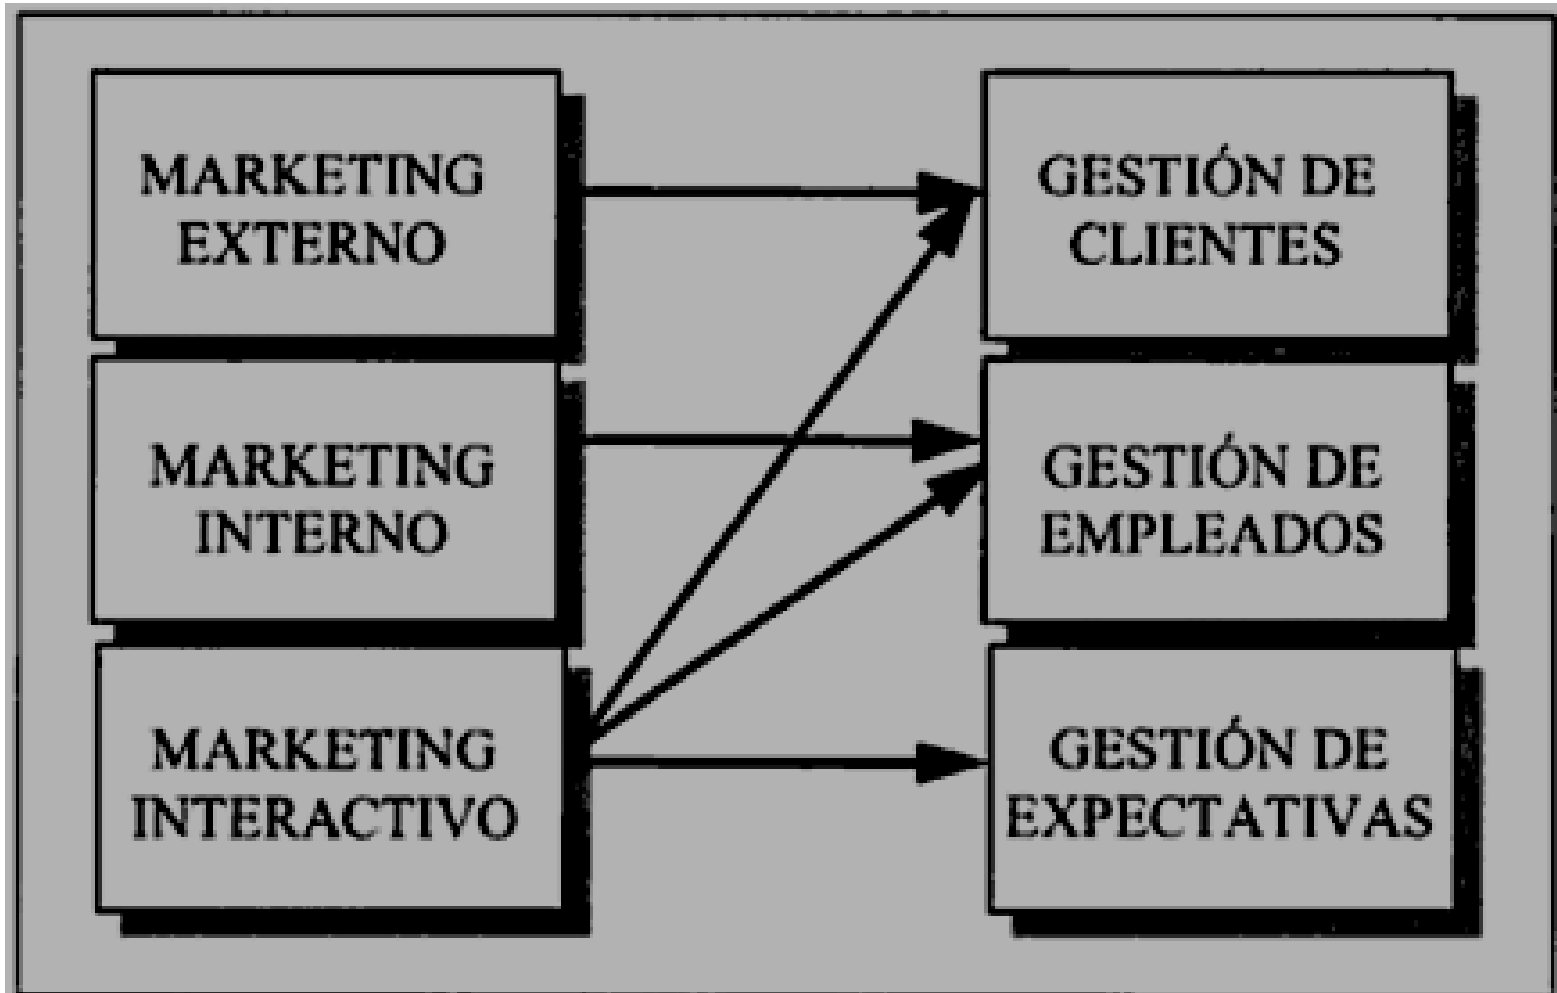 MARKETING
EXTERNO
GESTIÓN DE
CLIENTES
MARKETING
INTERNO
GESTIÓN DE
EMPLEADOS
MARKETING
INTERACTIVO
GESTIÓN DE
EXPECTATIVAS